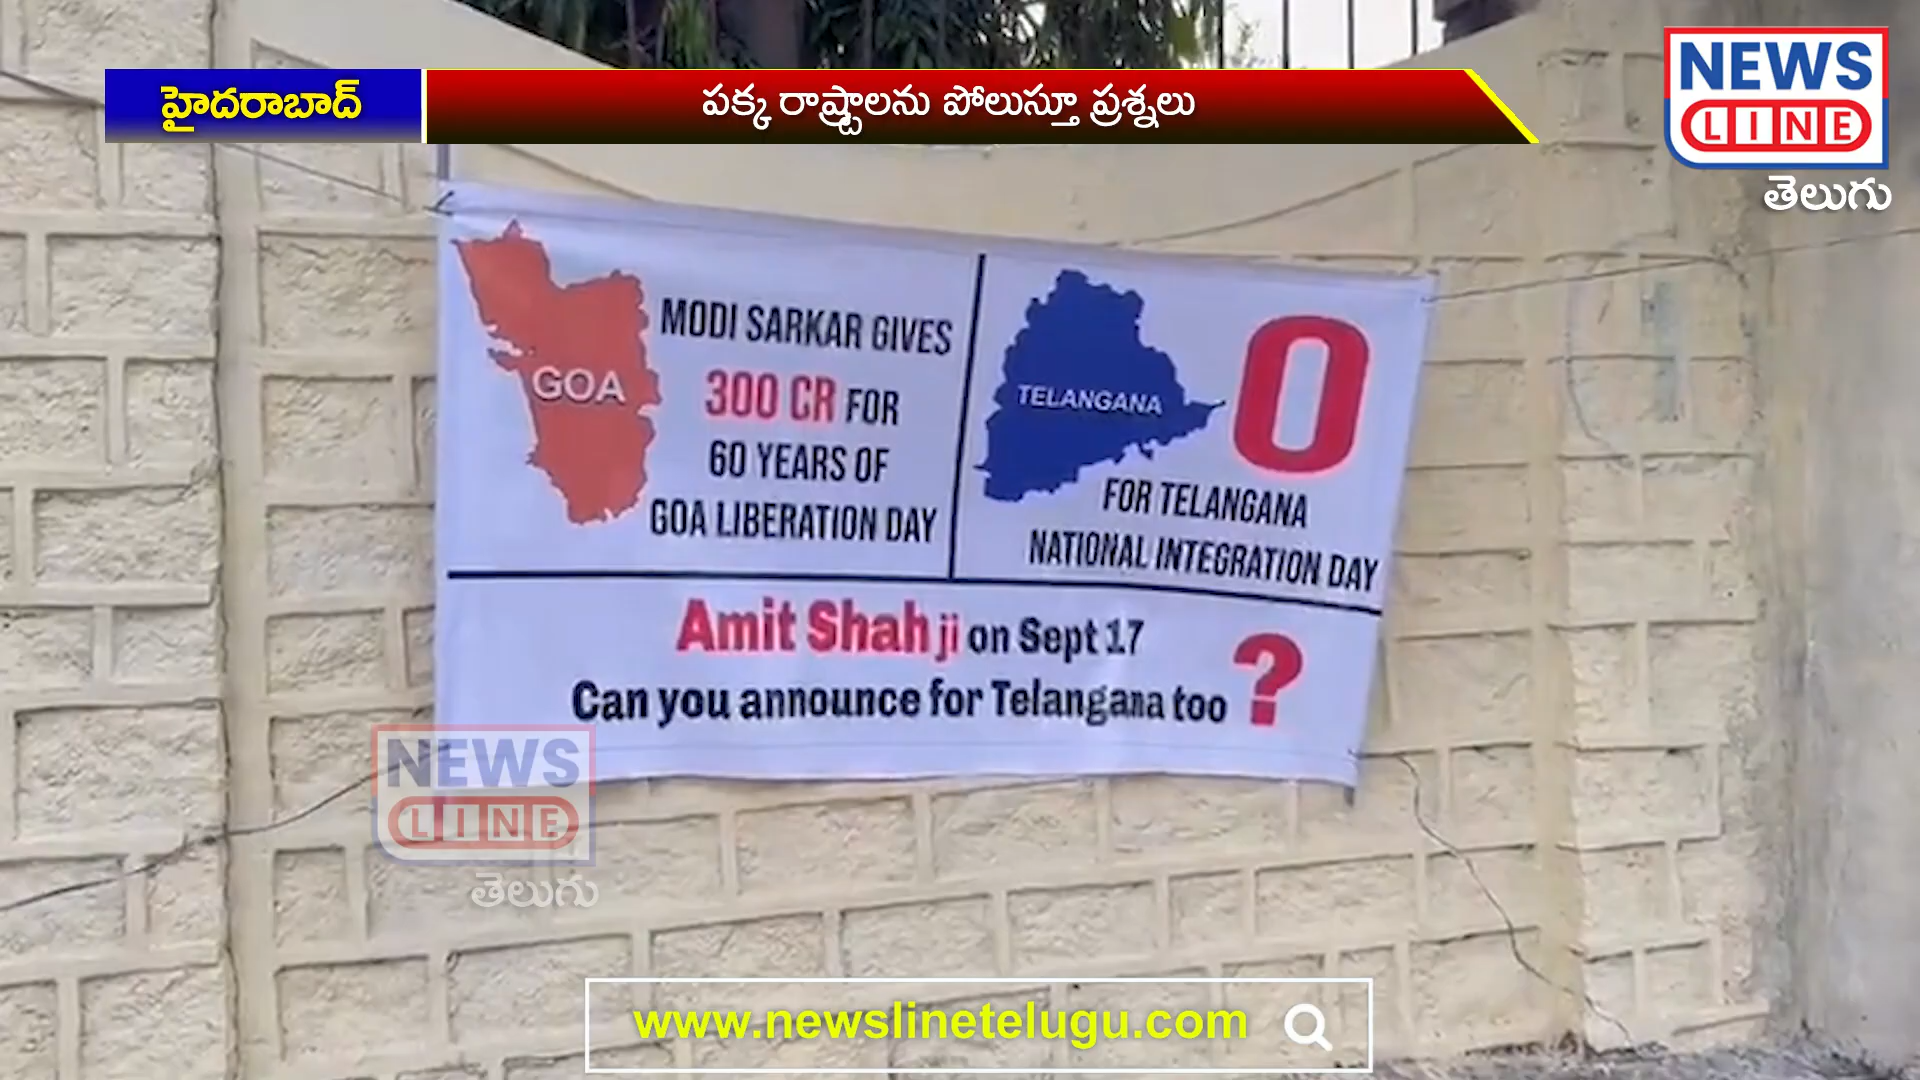 హైదరాబాద్
పక్క రాష్ట్రాలను పోలుస్తూ ప్రశ్నలు
NEWS
LINE
తెలుగు
GOA
MODI SARKAR GIVES
300 CR FOR
60 YEARS OF
GOA LIBERATION DAY
TELANGANA
0
FOR TELANGANA
NATIONAL INTEGRATION DAY
Amit Shah ji on Sept 17
Can you announce for Telangana too ?
NEWS
LINE
తెలుగు
www.newslinetelugu.com